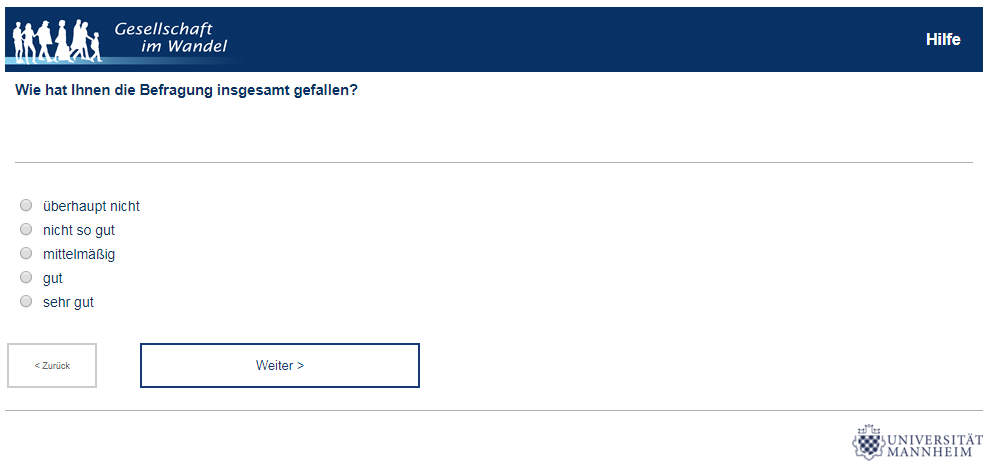 Gesellschaft
im Wandel
Hilfe
Wie hat Ihnen die Befragung insgesamt gefallen?
überhaupt nicht
nicht so gut
mittelmäßig
gut
sehr gut
< Zurück
Weiter >
UNIVERSITÄT
MANNHEIM